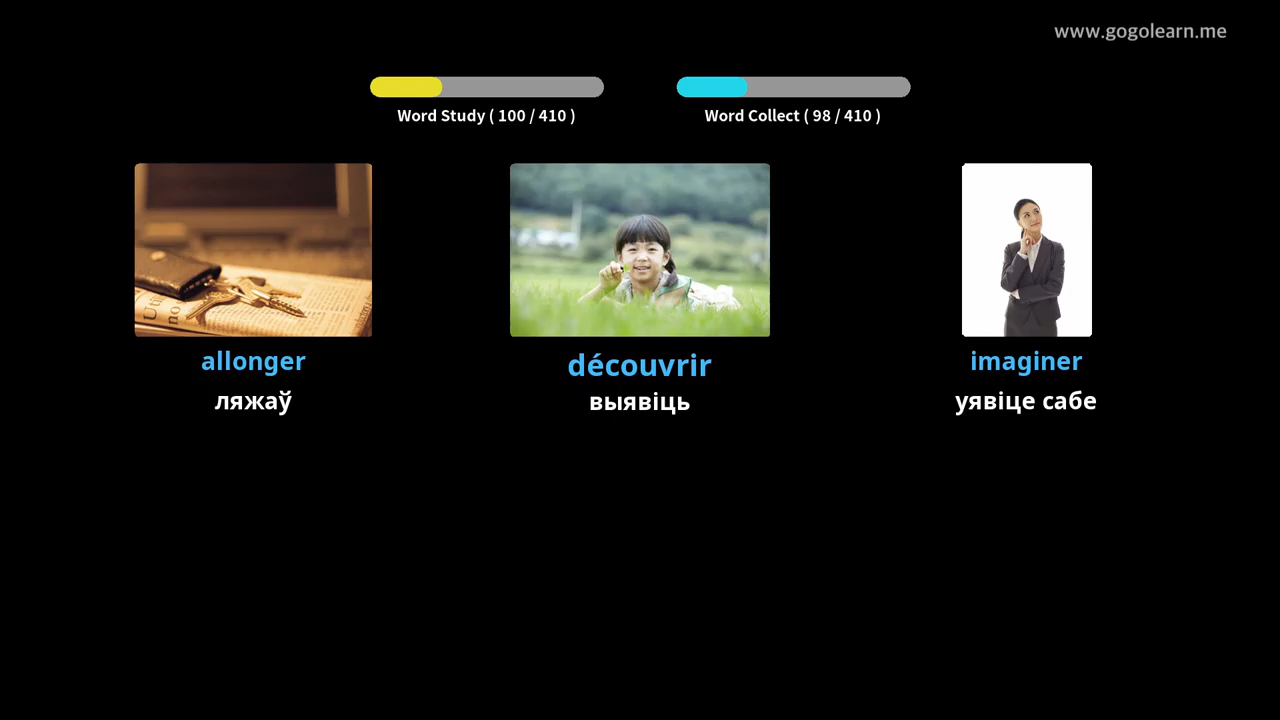 www.gogolearn.me
Word Study ( 100 / 410 )
Word Collect ( 98 / 410 )
allonger
ляжаў
découvrir
выявіць
imaginer
уявіце сабе